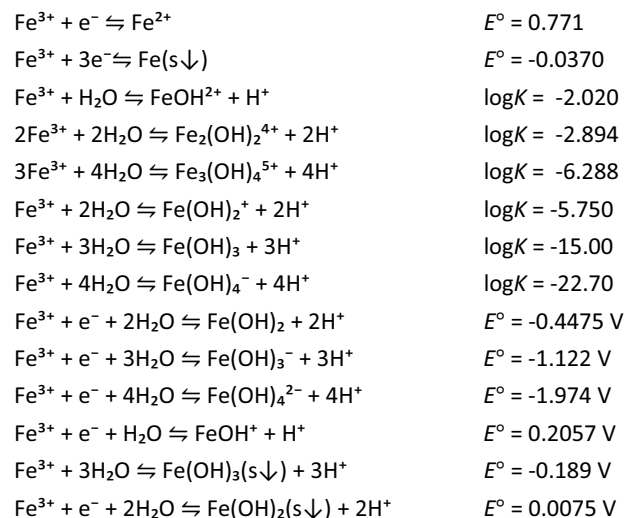 Fe³⁺ + e⁻ ⇋ Fe²⁺ E° = 0.771
Fe³⁺ + 3e⁻⇋ Fe(s↓) E° = -0.0370
Fe³⁺ + H₂O ⇋ FeOH²⁺ + H⁺ logK = -2.020
2Fe³⁺ + 2H₂O ⇋ Fe₂(OH)₂⁴⁺ + 2H⁺ logK = -2.894
3Fe³⁺ + 4H₂O ⇋ Fe₃(OH)₄⁵⁺ + 4H⁺ logK = -6.288
Fe³⁺ + 2H₂O ⇋ Fe(OH)₂⁺ + 2H⁺ logK = -5.750
Fe³⁺ + 3H₂O ⇋ Fe(OH)₃ + 3H⁺ logK = -15.00
Fe³⁺ + 4H₂O ⇋ Fe(OH)₄⁻ + 4H⁺ logK = -22.70
Fe³⁺ + e⁻ + 2H₂O ⇋ Fe(OH)₂ + 2H⁺ E° = -0.4475 V
Fe³⁺ + e⁻ + 3H₂O ⇋ Fe(OH)₃⁻ + 3H⁺ E° = -1.122 V
Fe³⁺ + e⁻ + 4H₂O ⇋ Fe(OH)₄²⁻ + 4H⁺ E° = -1.974 V
Fe³⁺ + e⁻ + H₂O ⇋ FeOH⁺ + H⁺ E° = 0.2057 V
Fe³⁺ + 3H₂O ⇋ Fe(OH)₃(s↓) + 3H⁺ E° = -0.189 V
Fe³⁺ + e⁻ + 2H₂O ⇋ Fe(OH)₂(s↓) + 2H⁺ E° = 0.0075 V